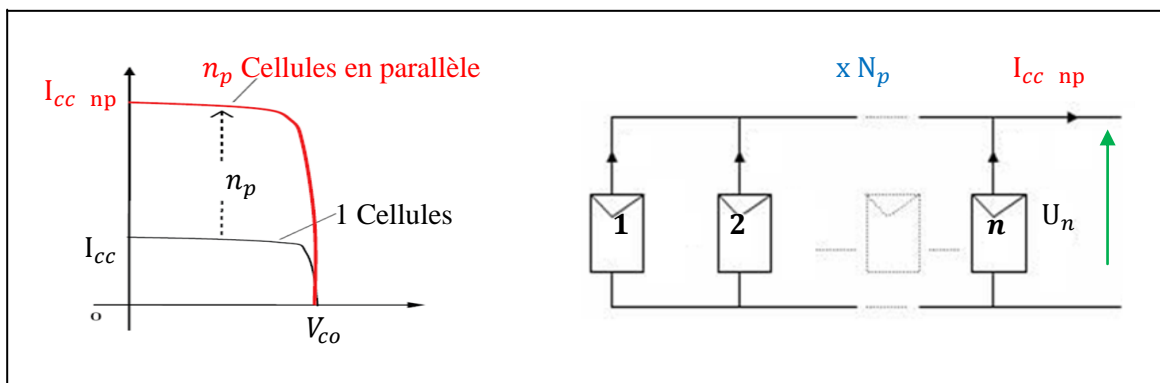 n_p Cellules en parallèle
I_cc np
n_p
1 Cellules
I_cc
o
V_co
x N_p
I_cc np
1
2
n
U_n